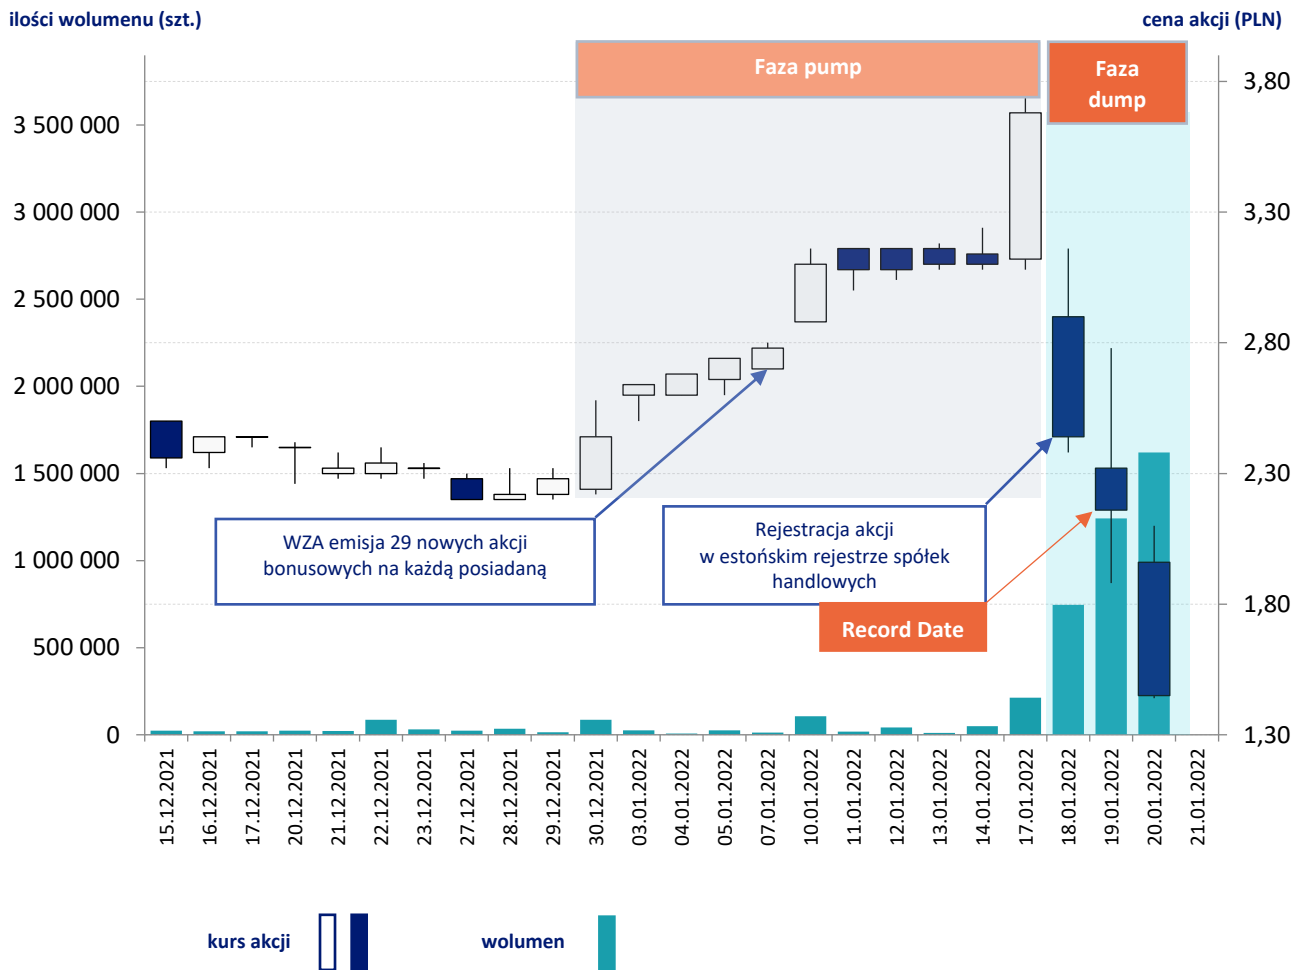 ilości wolumenu (szt.)
cena akcji (PLN)
Faza pump
Faza
dump
3 500 000
3 000 000
2 500 000
2 000 000
1 500 000
1 000 000
500 000
0
3,80
3,30
2,80
2,30
1,80
1,30
WZA emisja 29 nowych akcji
bonusowych na każdą posiadaną
Rejestracja akcji
w estońskim rejestrze spółek
handlowych
Record Date
15.12.2021
16.12.2021
17.12.2021
20.12.2021
21.12.2021
22.12.2021
23.12.2021
27.12.2021
28.12.2021
29.12.2021
30.12.2021
03.01.2022
04.01.2022
05.01.2022
07.01.2022
10.01.2022
11.01.2022
12.01.2022
13.01.2022
14.01.2022
17.01.2022
18.01.2022
19.01.2022
20.01.2022
21.01.2022
kurs akcji
wolumen